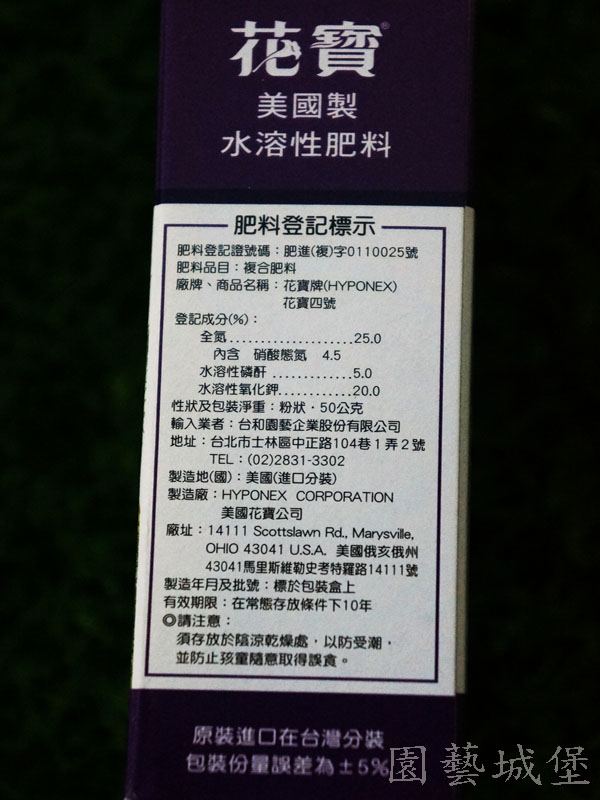 花寶®
美國製
水溶性肥料
肥料登記標示
肥料登記證號碼：肥進(複)字0110025號
肥料品目：複合肥料
廠牌、商品名稱：花寶牌(HYPONEX)
花寶四號
登記成分(%)：
全氮....................25.0
內含 硝酸態氮 4.5
水溶性磷酐.............5.0
水溶性氧化鉀............20.0
性狀及包裝淨重：粉狀．50公克
輸入業者：台和園藝企業股份有限公司
地址：台北市士林區中正路104巷1弄2號
TEL：(02)2831-3302
製造地(國)：美國(進口分裝)
製造廠：HYPONEX CORPORATION
美國花寶公司
廠址：14111 Scottslawn Rd., Marysville,
OHIO 43041 U.S.A. 美國俄亥俄州
43041馬里斯維勒史考特羅路14111號
製造年月及批號：標於包裝盒上
有效期限：在常態存放條件下10年
◎請注意：
須存放於陰涼乾燥處，以防受潮，
並防止孩童隨意取得誤食。
原裝進口在台灣分裝
包裝份量誤差為±5%
園藝城堡